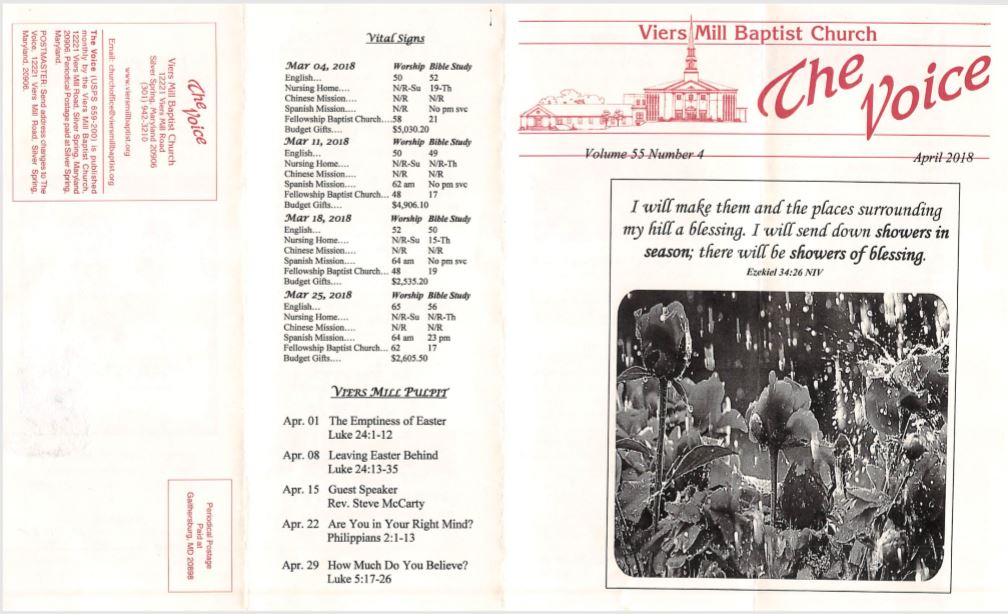 The Voice
Viers Mill Baptist Church
12221 Viers Mill Road
Silver Spring, Maryland 20906
(301) 942-3210
www.viersmillbaptist.org
Email: churchoffice@viersmillbaptist.org
The Voice (USPS 659-200) is published
monthly by the Viers Mill Baptist Church,
12221 Viers Mill Road, Silver Spring, Maryland
20906. Periodical Postage paid at Silver Spring,
Maryland.
POSTMASTER: Send address changes to The
Voice, 12221 Viers Mill Road, Silver Spring,
Maryland, 20906.
Periodical Postage
Paid at
Gaithersburg, MD 20898
Vital Signs
Mar 04, 2018 Worship Bible Study
English... 50 52
Nursing Home.... N/R-Su 19-Th
Chinese Mission.... N/R N/R
Spanish Mission.... N/R No pm svc
Fellowship Baptist Church....58 21
Budget Gifts.... $5,030.20
Mar 11, 2018 Worship Bible Study
English... 50 49
Nursing Home.... N/R-Su N/R-Th
Chinese Mission.... N/R N/R
Spanish Mission.... 62 am No pm svc
Fellowship Baptist Church... 48 17
Budget Gifts.... $4,906.10
Mar 18, 2018 Worship Bible Study
English... 52 50
Nursing Home.... N/R-Su 15-Th
Chinese Mission.... N/R N/R
Spanish Mission.... 64 am No pm svc
Fellowship Baptist Church... 48 19
Budget Gifts.... $2,535.20
Mar 25, 2018 Worship Bible Study
English... 65 56
Nursing Home.... N/R-Su N/R-Th
Chinese Mission.... N/R N/R
Spanish Mission.... 64 am 23 pm
Fellowship Baptist Church... 62 17
Budget Gifts.... $2,605.50
VIERS MILL PULPIT
Apr. 01 The Emptiness of Easter
Luke 24:1-12
Apr. 08 Leaving Easter Behind
Luke 24:13-35
Apr. 15 Guest Speaker
Rev. Steve McCarty
Apr. 22 Are You in Your Right Mind?
Philippians 2:1-13
Apr. 29 How Much Do You Believe?
Luke 5:17-26
Viers Mill Baptist Church
The Voice
Volume 55 Number 4 April 2018
I will make them and the places surrounding
my hill a blessing. I will send down showers in
season; there will be showers of blessing.
Ezekiel 34:26 NIV